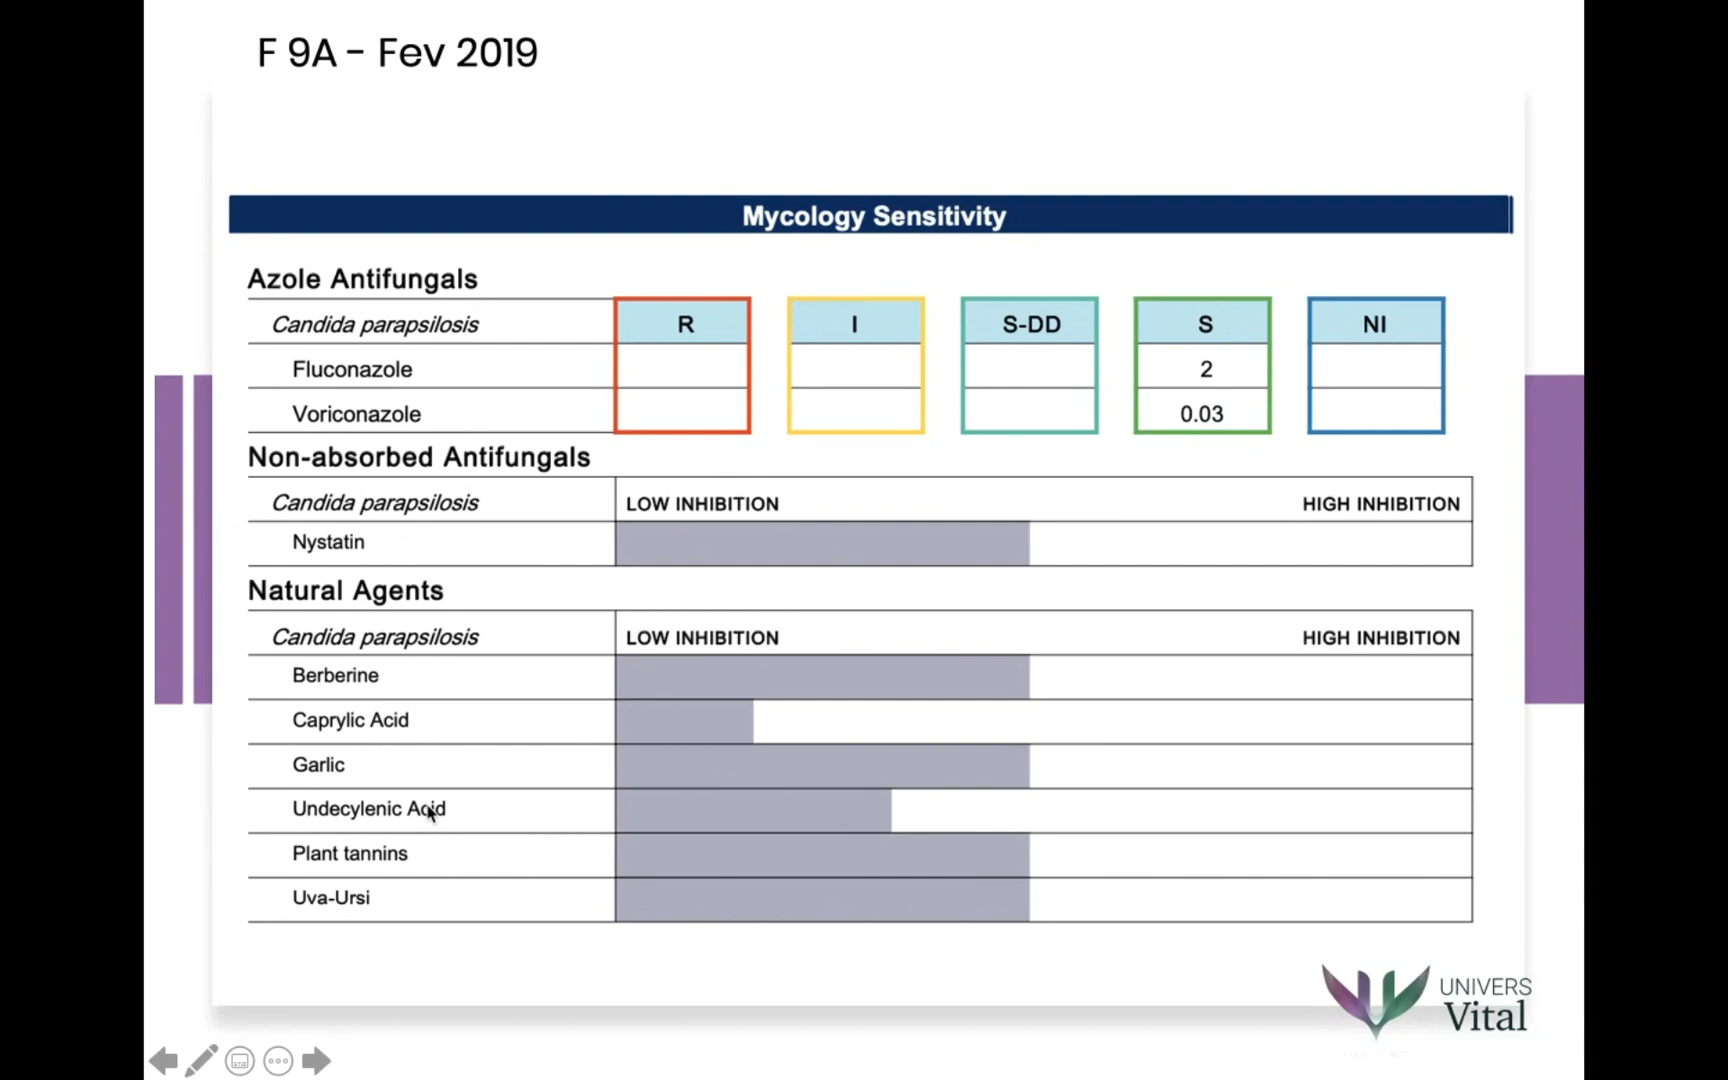 F 9A - Fev 2019
Mycology Sensitivity
Azole Antifungals
Candida parapsilosis R I S-DD S NI
Fluconazole 2
Voriconazole 0.03
Non-absorbed Antifungals
Candida parapsilosis LOW INHIBITION HIGH INHIBITION
Nystatin
Natural Agents
Candida parapsilosis LOW INHIBITION HIGH INHIBITION
Berberine
Caprylic Acid
Garlic
Undecylenic Acid
Plant tannins
Uva-Ursi
UNIVERS
Vital